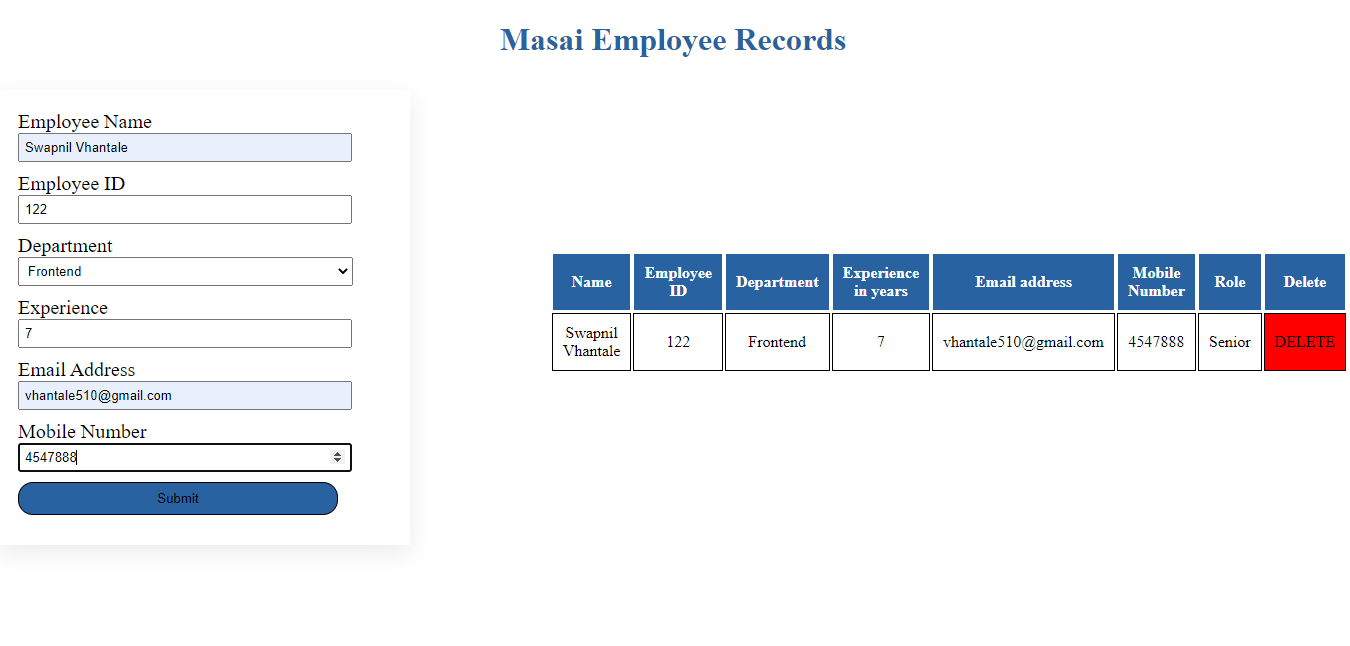 Masai Employee Records
Employee Name
Swapnil Vhantale
Employee ID
122
Department
Frontend
Experience
7
Email Address
vhantale510@gmail.com
Mobile Number
4547888
Submit
Name Employee ID Department Experience in years Email address Mobile Number Role Delete
Swapnil Vhantale 122 Frontend 7 vhantale510@gmail.com 4547888 Senior DELETE